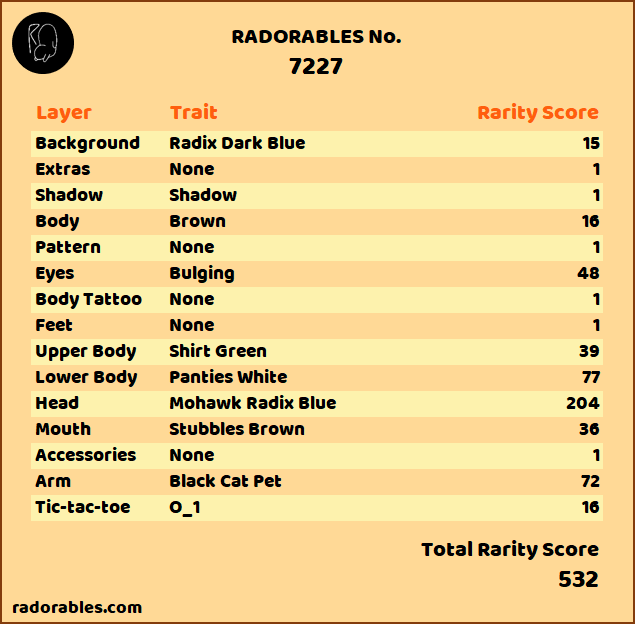 RADORABLES No.
7227
Layer Trait Rarity Score
Background Radix Dark Blue 15
Extras None 1
Shadow Shadow 1
Body Brown 16
Pattern None 1
Eyes Bulging 48
Body Tattoo None 1
Feet None 1
Upper Body Shirt Green 39
Lower Body Panties White 77
Head Mohawk Radix Blue 204
Mouth Stubbles Brown 36
Accessories None 1
Arm Black Cat Pet 72
Tic-tac-toe O_1 16
Total Rarity Score
532
radorables.com